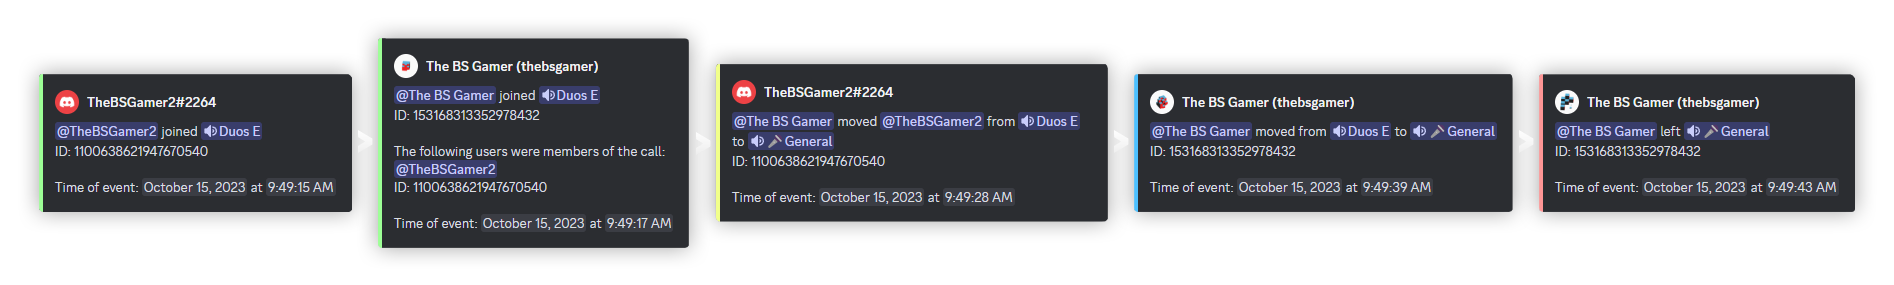 TheBSGamer2#2264
@TheBSGamer2 joined Duos E
ID: 1100638621947670540
Time of event: October 15, 2023 at 9:49:15 AM
>
The BS Gamer (thebsgamer)
@The BS Gamer joined Duos E
ID: 153168313352978432
The following users were members of the call:
@TheBSGamer2
ID: 1100638621947670540
Time of event: October 15, 2023 at 9:49:17 AM
>
TheBSGamer2#2264
@The BS Gamer moved @TheBSGamer2 from Duos E
to General
ID: 1100638621947670540
Time of event: October 15, 2023 at 9:49:28 AM
>
The BS Gamer (thebsgamer)
@The BS Gamer moved from Duos E to General
ID: 153168313352978432
Time of event: October 15, 2023 at 9:49:39 AM
>
The BS Gamer (thebsgamer)
@The BS Gamer left General
ID: 153168313352978432
Time of event: October 15, 2023 at 9:49:43 AM